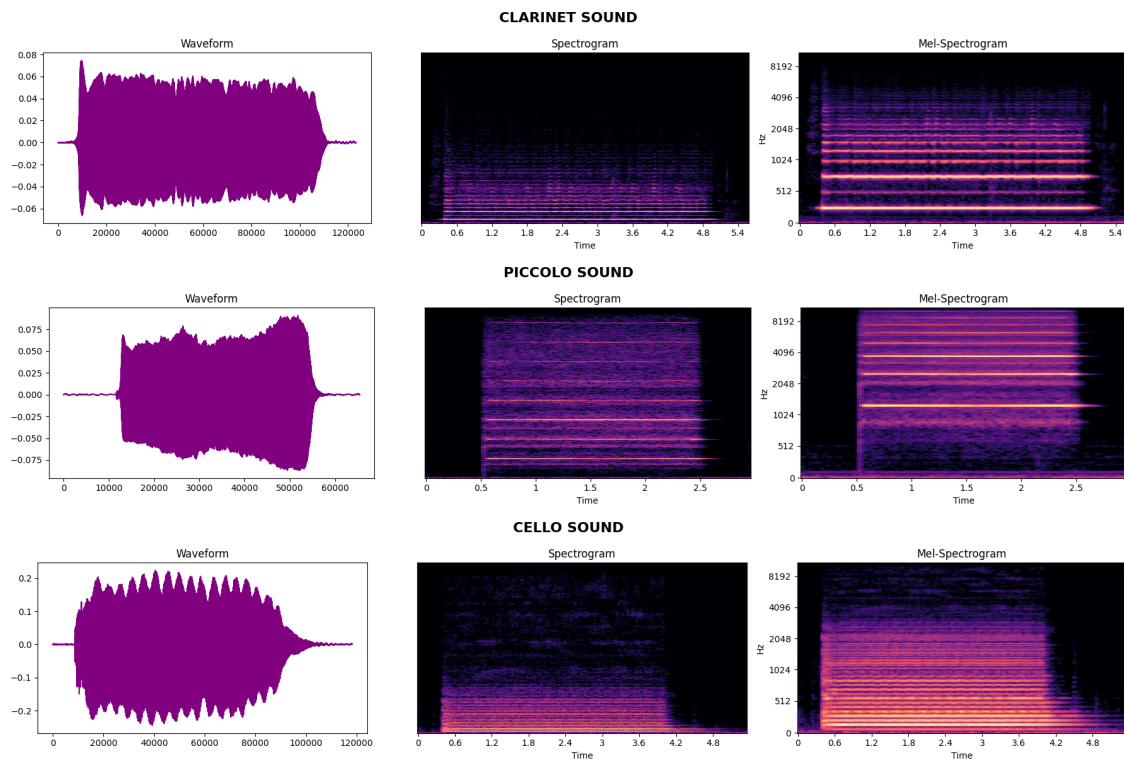 CLARINET SOUND
Waveform
0.08
0.06
0.04
0.02
0.00
−0.02
−0.04
−0.06
0 20000 40000 60000 80000 100000 120000
Spectrogram
0 0.6 1.2 1.8 2.4 3 3.6 4.2 4.8 5.4
Time
Mel-Spectrogram
Hz
8192
4096
2048
1024
512
0
0 0.6 1.2 1.8 2.4 3 3.6 4.2 4.8 5.4
Time
PICCOLO SOUND
Waveform
0.075
0.050
0.025
0.000
−0.025
−0.050
−0.075
0 10000 20000 30000 40000 50000 60000
Spectrogram
0 0.5 1 1.5 2 2.5
Time
Mel-Spectrogram
Hz
8192
4096
2048
1024
512
0
0 0.5 1 1.5 2 2.5
Time
CELLO SOUND
Waveform
0.2
0.1
0.0
−0.1
−0.2
0 20000 40000 60000 80000 100000 120000
Spectrogram
0 0.6 1.2 1.8 2.4 3 3.6 4.2 4.8
Time
Mel-Spectrogram
Hz
8192
4096
2048
1024
512
0
0 0.6 1.2 1.8 2.4 3 3.6 4.2 4.8
Time